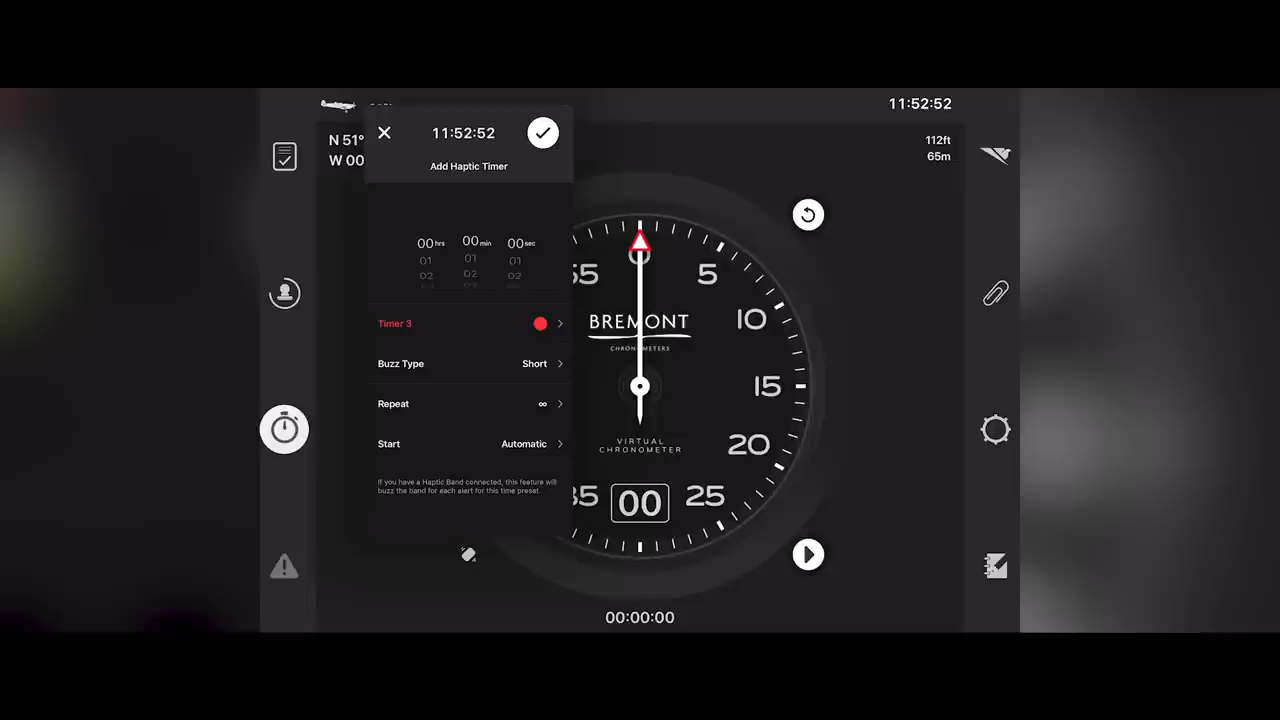 11:52:52
N 51°
W 00
112ft
65m
11:52:52
Add Haptic Timer
00hrs 00min 00sec
01 01 01
02 02 02
Timer 3
Buzz Type Short
Repeat ∞
Start Automatic
If you have a Haptic Band connected, this feature will
buzz the band for each alert for this time preset.
0
55 5
10
BREMONT
CHRONOMETERS
15
VIRTUAL
CHRONOMETER
20
35 00 25
00:00:00